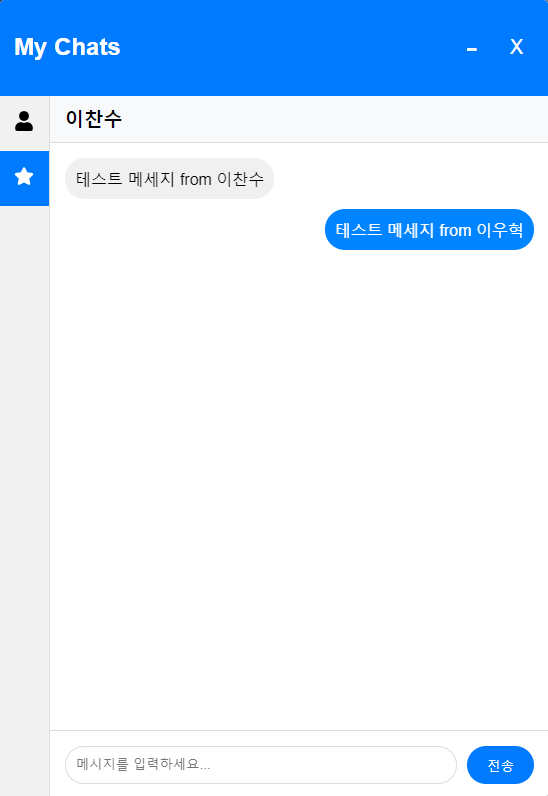 My Chats
- X
이찬수
테스트 메세지 from 이찬수
테스트 메세지 from 이우혁
메시지를 입력하세요...
전송